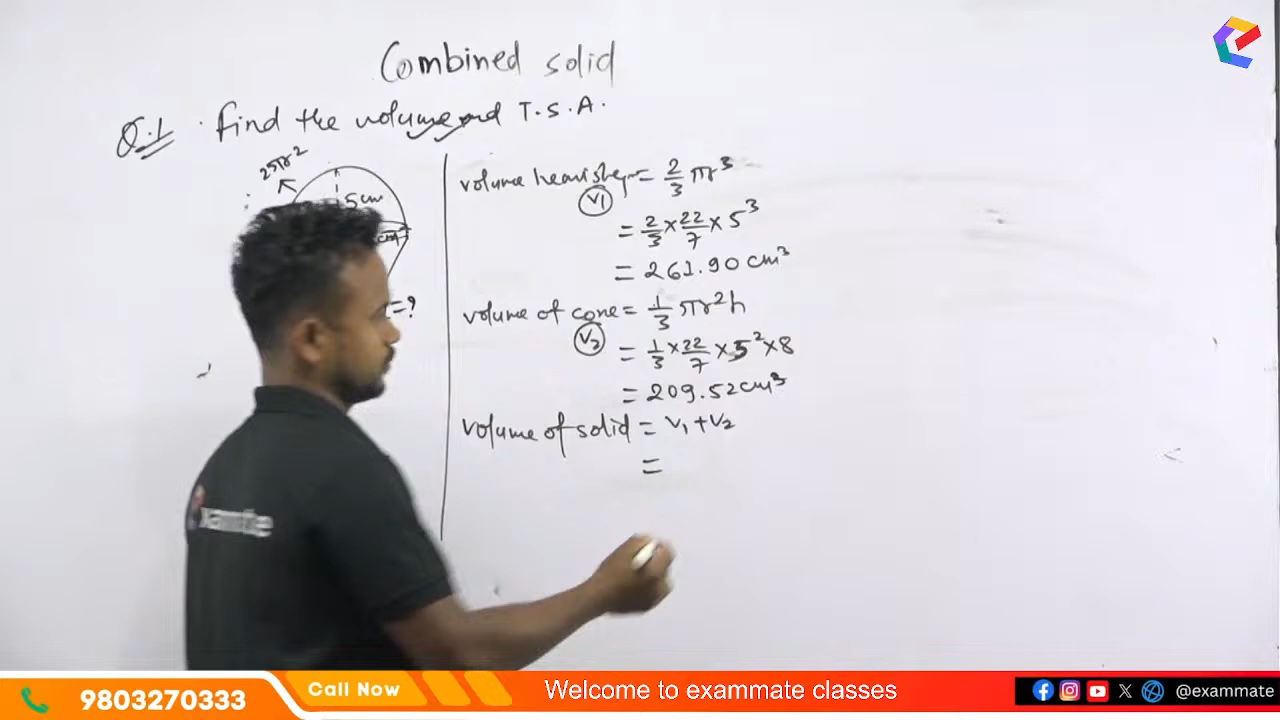 Combined solid
Q.1 . find the volume and T.S.A.
2πr²
5cm
=?
volume hemisher = 2/3 πr³
V1
= 2/3 × 22/7 × 5³
= 261.90 cm³
volume of cone = 1/3 πr²h
V2
= 1/3 × 22/7 × 5² × 8
= 209.52 cm³
volume of solid = V1 + V2
=
9803270333
Call Now
Welcome to exammate classes
@exammate